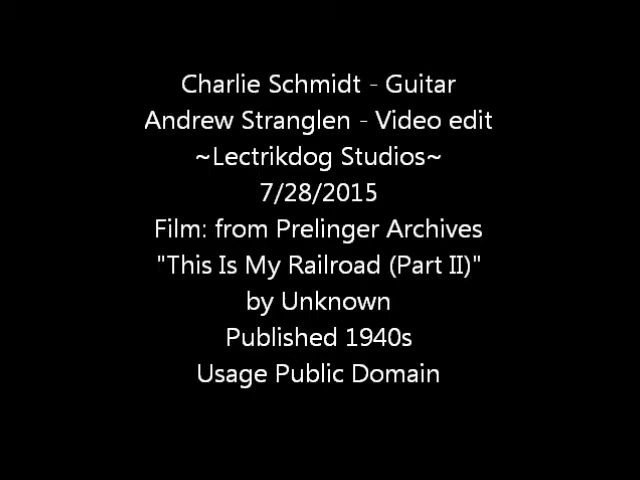 Charlie Schmidt - Guitar
Andrew Stranglen - Video edit
~Lectrikdog Studios~
7/28/2015
Film: from Prelinger Archives
"This Is My Railroad (Part II)"
by Unknown
Published 1940s
Usage Public Domain